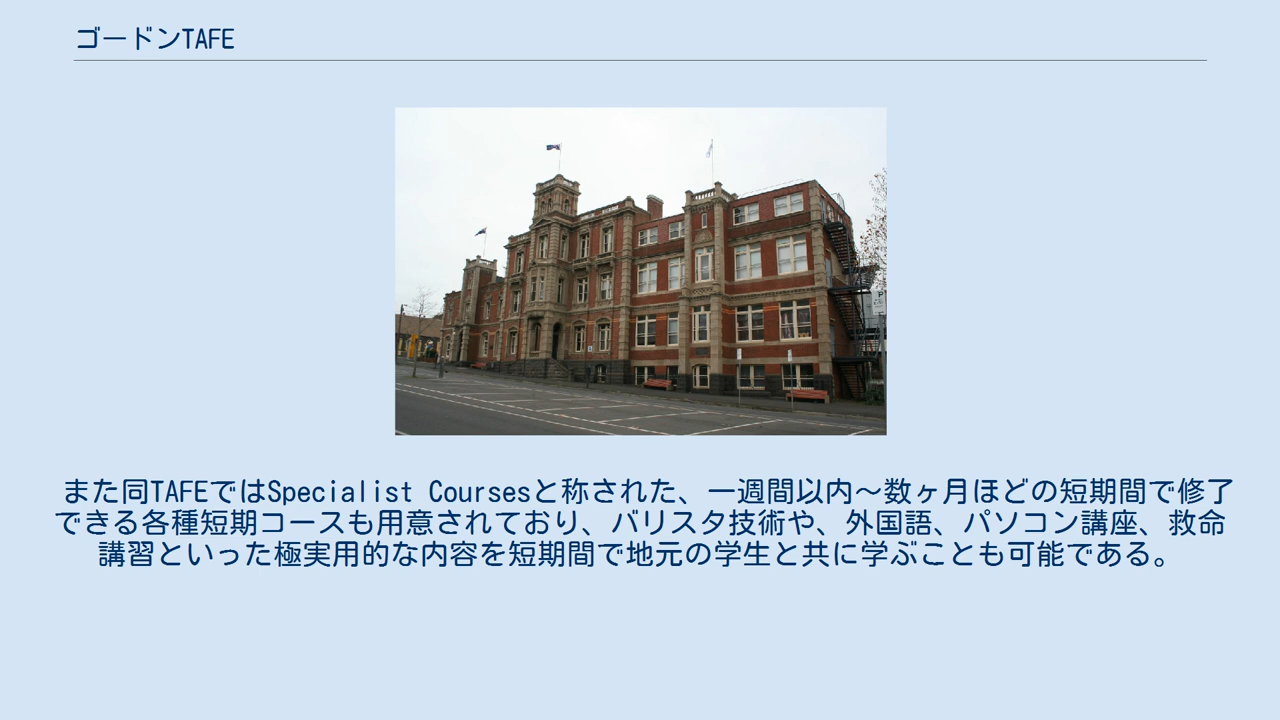 ゴードンTAFE
また同TAFEではSpecialist Coursesと称された、一週間以内～数ヶ月ほどの短期間で修了
できる各種短期コースも用意されており、バリスタ技術や、外国語、パソコン講座、救命
講習といった極実用的な内容を短期間で地元の学生と共に学ぶことも可能である。